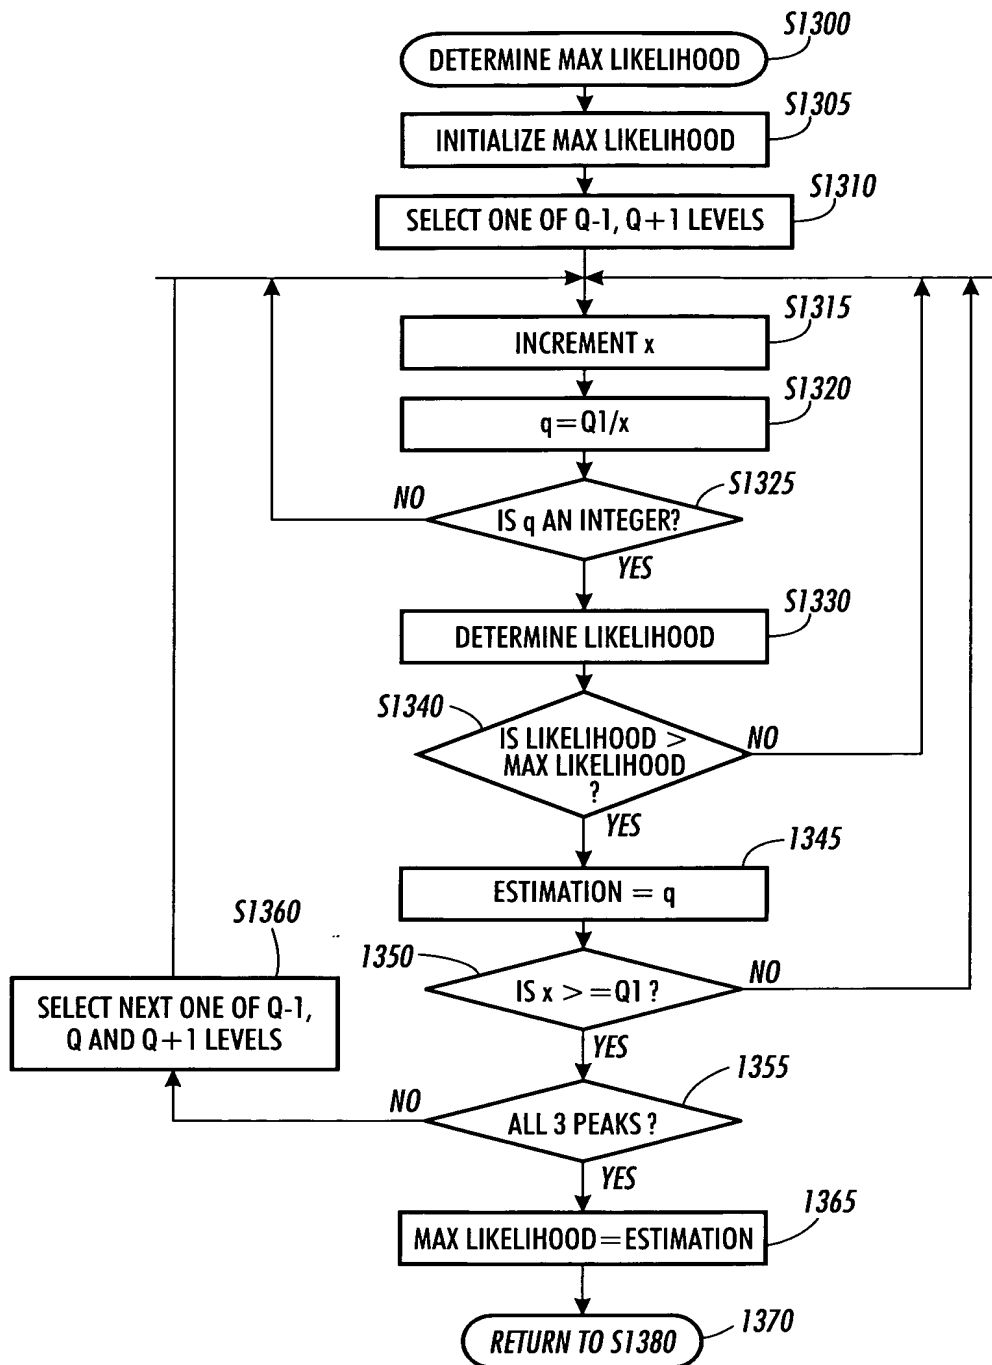 S1300
DETERMINE MAX LIKELIHOOD
S1305
INITIALIZE MAX LIKELIHOOD
S1310
SELECT ONE OF Q-1, Q+1 LEVELS
S1315
INCREMENT x
S1320
q=Q1/x
S1325
NO
IS q AN INTEGER?
YES
S1330
DETERMINE LIKELIHOOD
S1340
IS LIKELIHOOD >
MAX LIKELIHOOD
?
NO
YES
1345
ESTIMATION = q
S1360
1350
SELECT NEXT ONE OF Q-1,
Q AND Q+1 LEVELS
IS x >=Q1 ?
NO
YES
1355
NO
ALL 3 PEAKS ?
YES
1365
MAX LIKELIHOOD=ESTIMATION
1370
RETURN TO S1380